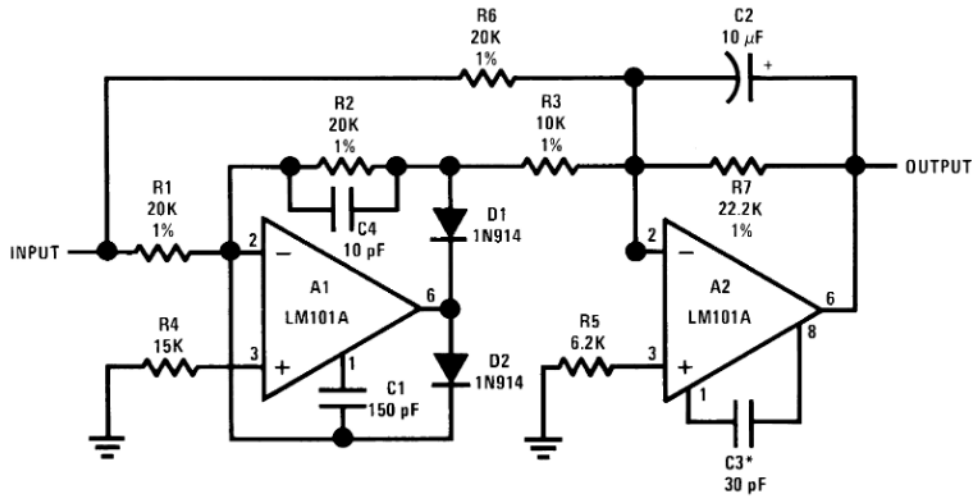 R6
20K
1%
C2
10 μF
+
R2
20K
1%
R3
10K
1%
R1
20K
1%
C4
10 pF
D1
1N914
R7
22.2K
1%
OUTPUT
INPUT
2
−
A1
LM101A
6
3
+
1
R4
15K
C1
150 pF
D2
1N914
2
−
A2
LM101A
6
8
3
+
1
R5
6.2K
C3*
30 pF